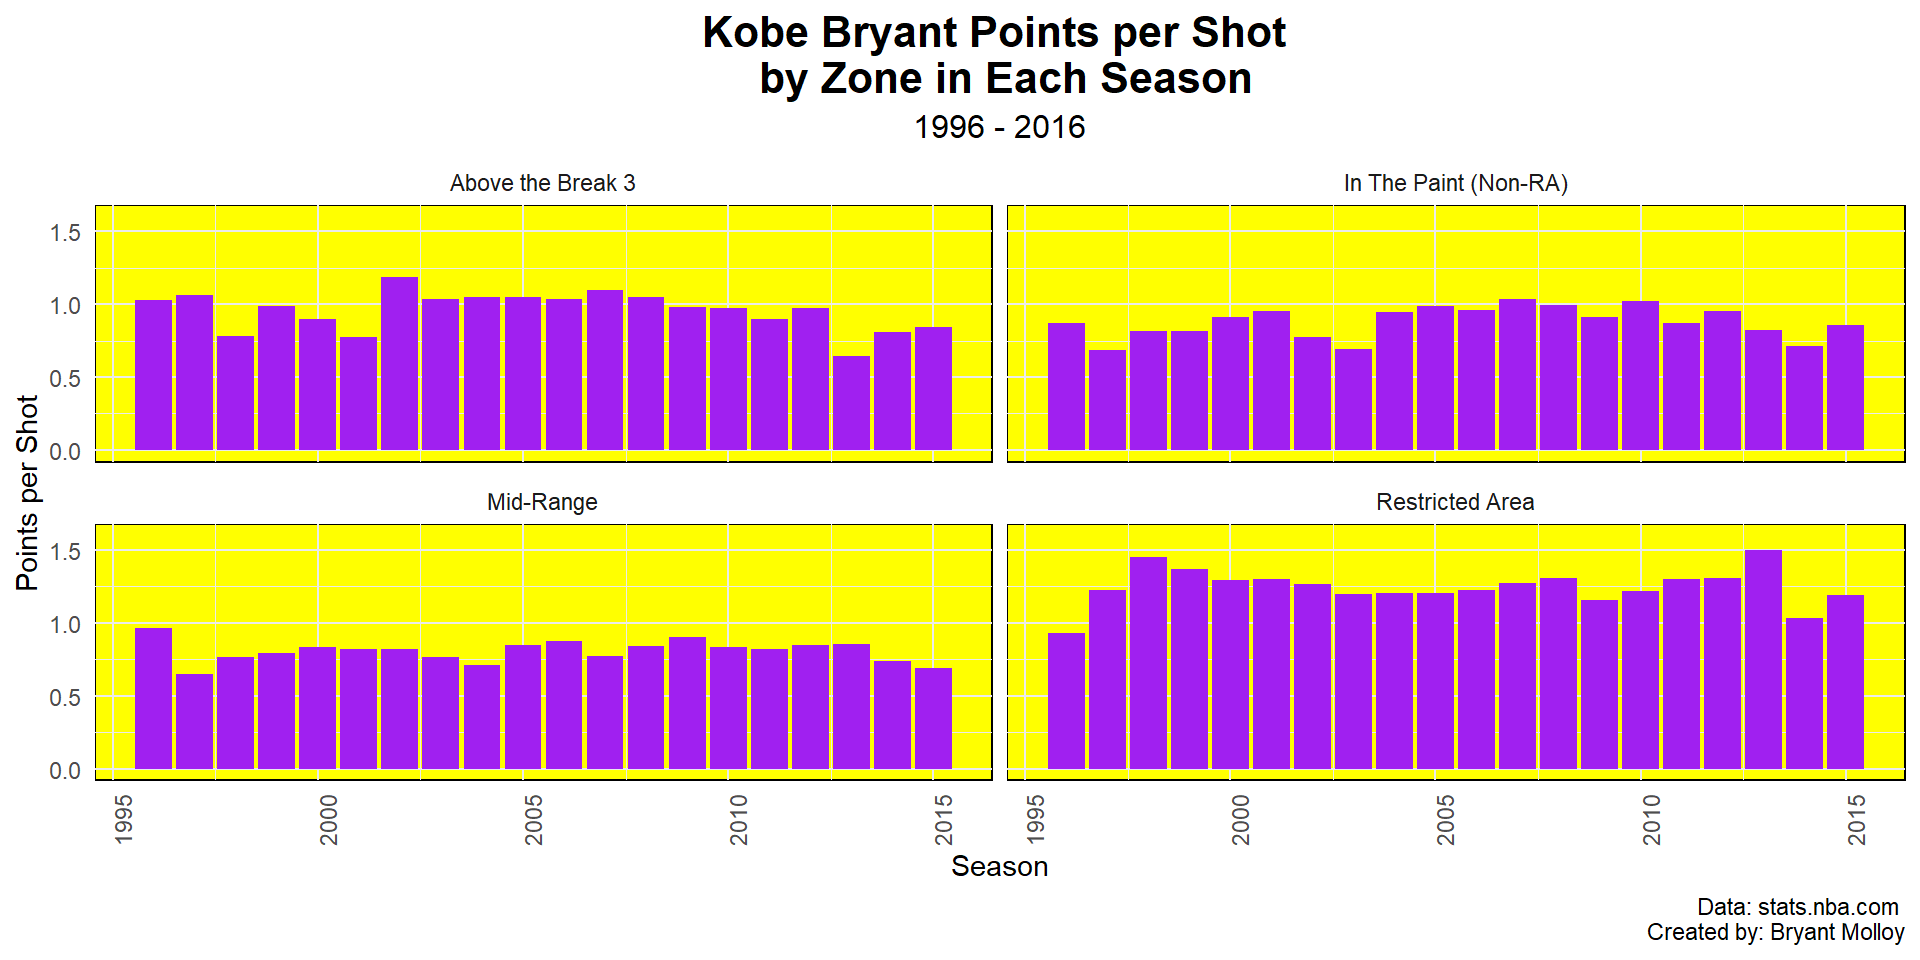 Kobe Bryant Points per Shot
by Zone in Each Season
1996 - 2016
Above the Break 3
In The Paint (Non-RA)
1.5
1.0
0.5
0.0
Mid-Range
Restricted Area
1.5
1.0
0.5
0.0
Points per Shot
1995
2000
2005
2010
2015
1995
2000
2005
2010
2015
Season
Data: stats.nba.com
Created by: Bryant Molloy